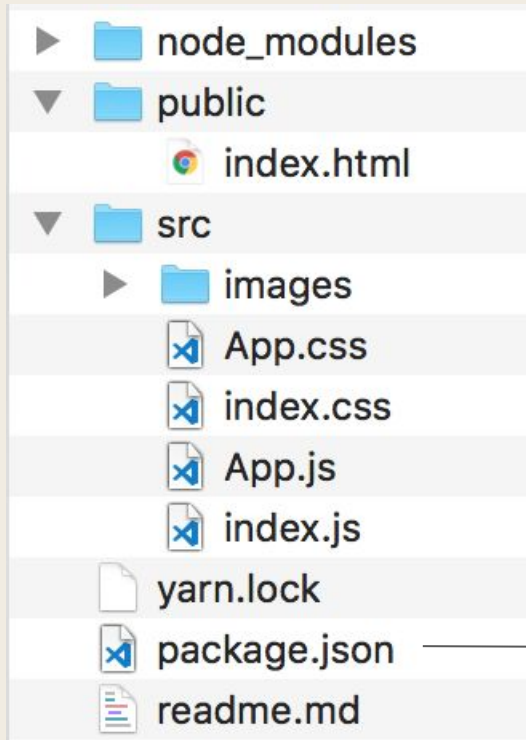 node_modules
public
index.html
src
images
App.css
index.css
App.js
index.js
yarn.lock
package.json
readme.md